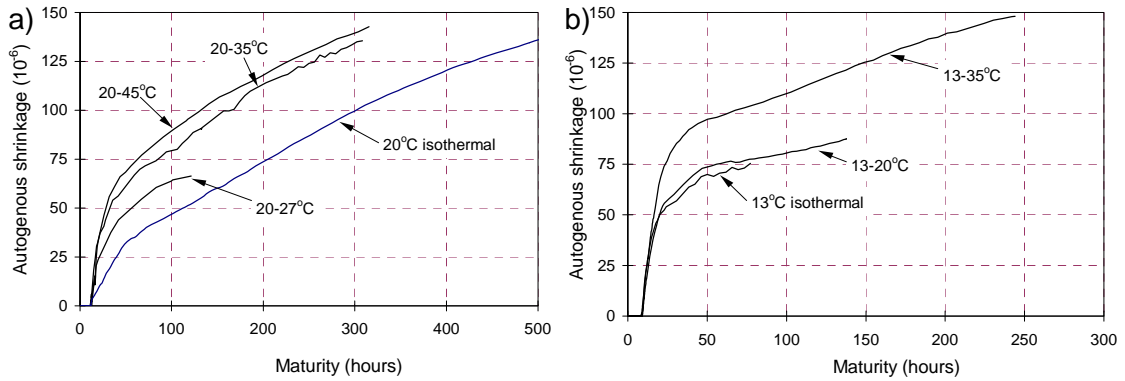 a)
Autogenous shrinkage (10⁻⁶)
150
125
100
75
50
25
0
20-35°C
20-45°C
20°C isothermal
20-27°C
0 100 200 300 400 500
Maturity (hours)
b)
Autogenous shrinkage (10⁻⁶)
150
125
100
75
50
25
0
13-35°C
13-20°C
13°C isothermal
0 50 100 150 200 250 300
Maturity (hours)